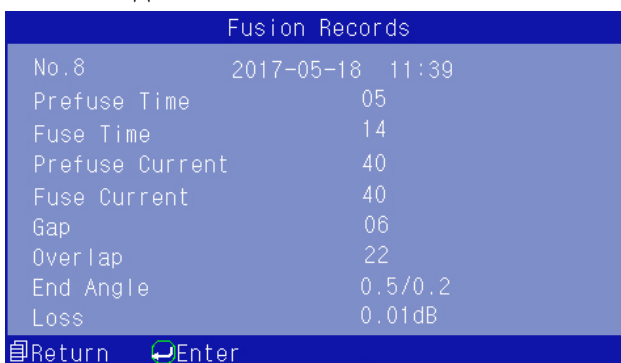 Fusion Records
No.8 2017-05-18 11:39
Prefuse Time 05
Fuse Time 14
Prefuse Current 40
Fuse Current 40
Gap 06
Overlap 22
End Angle 0.5/0.2
Loss 0.01dB
Return Enter